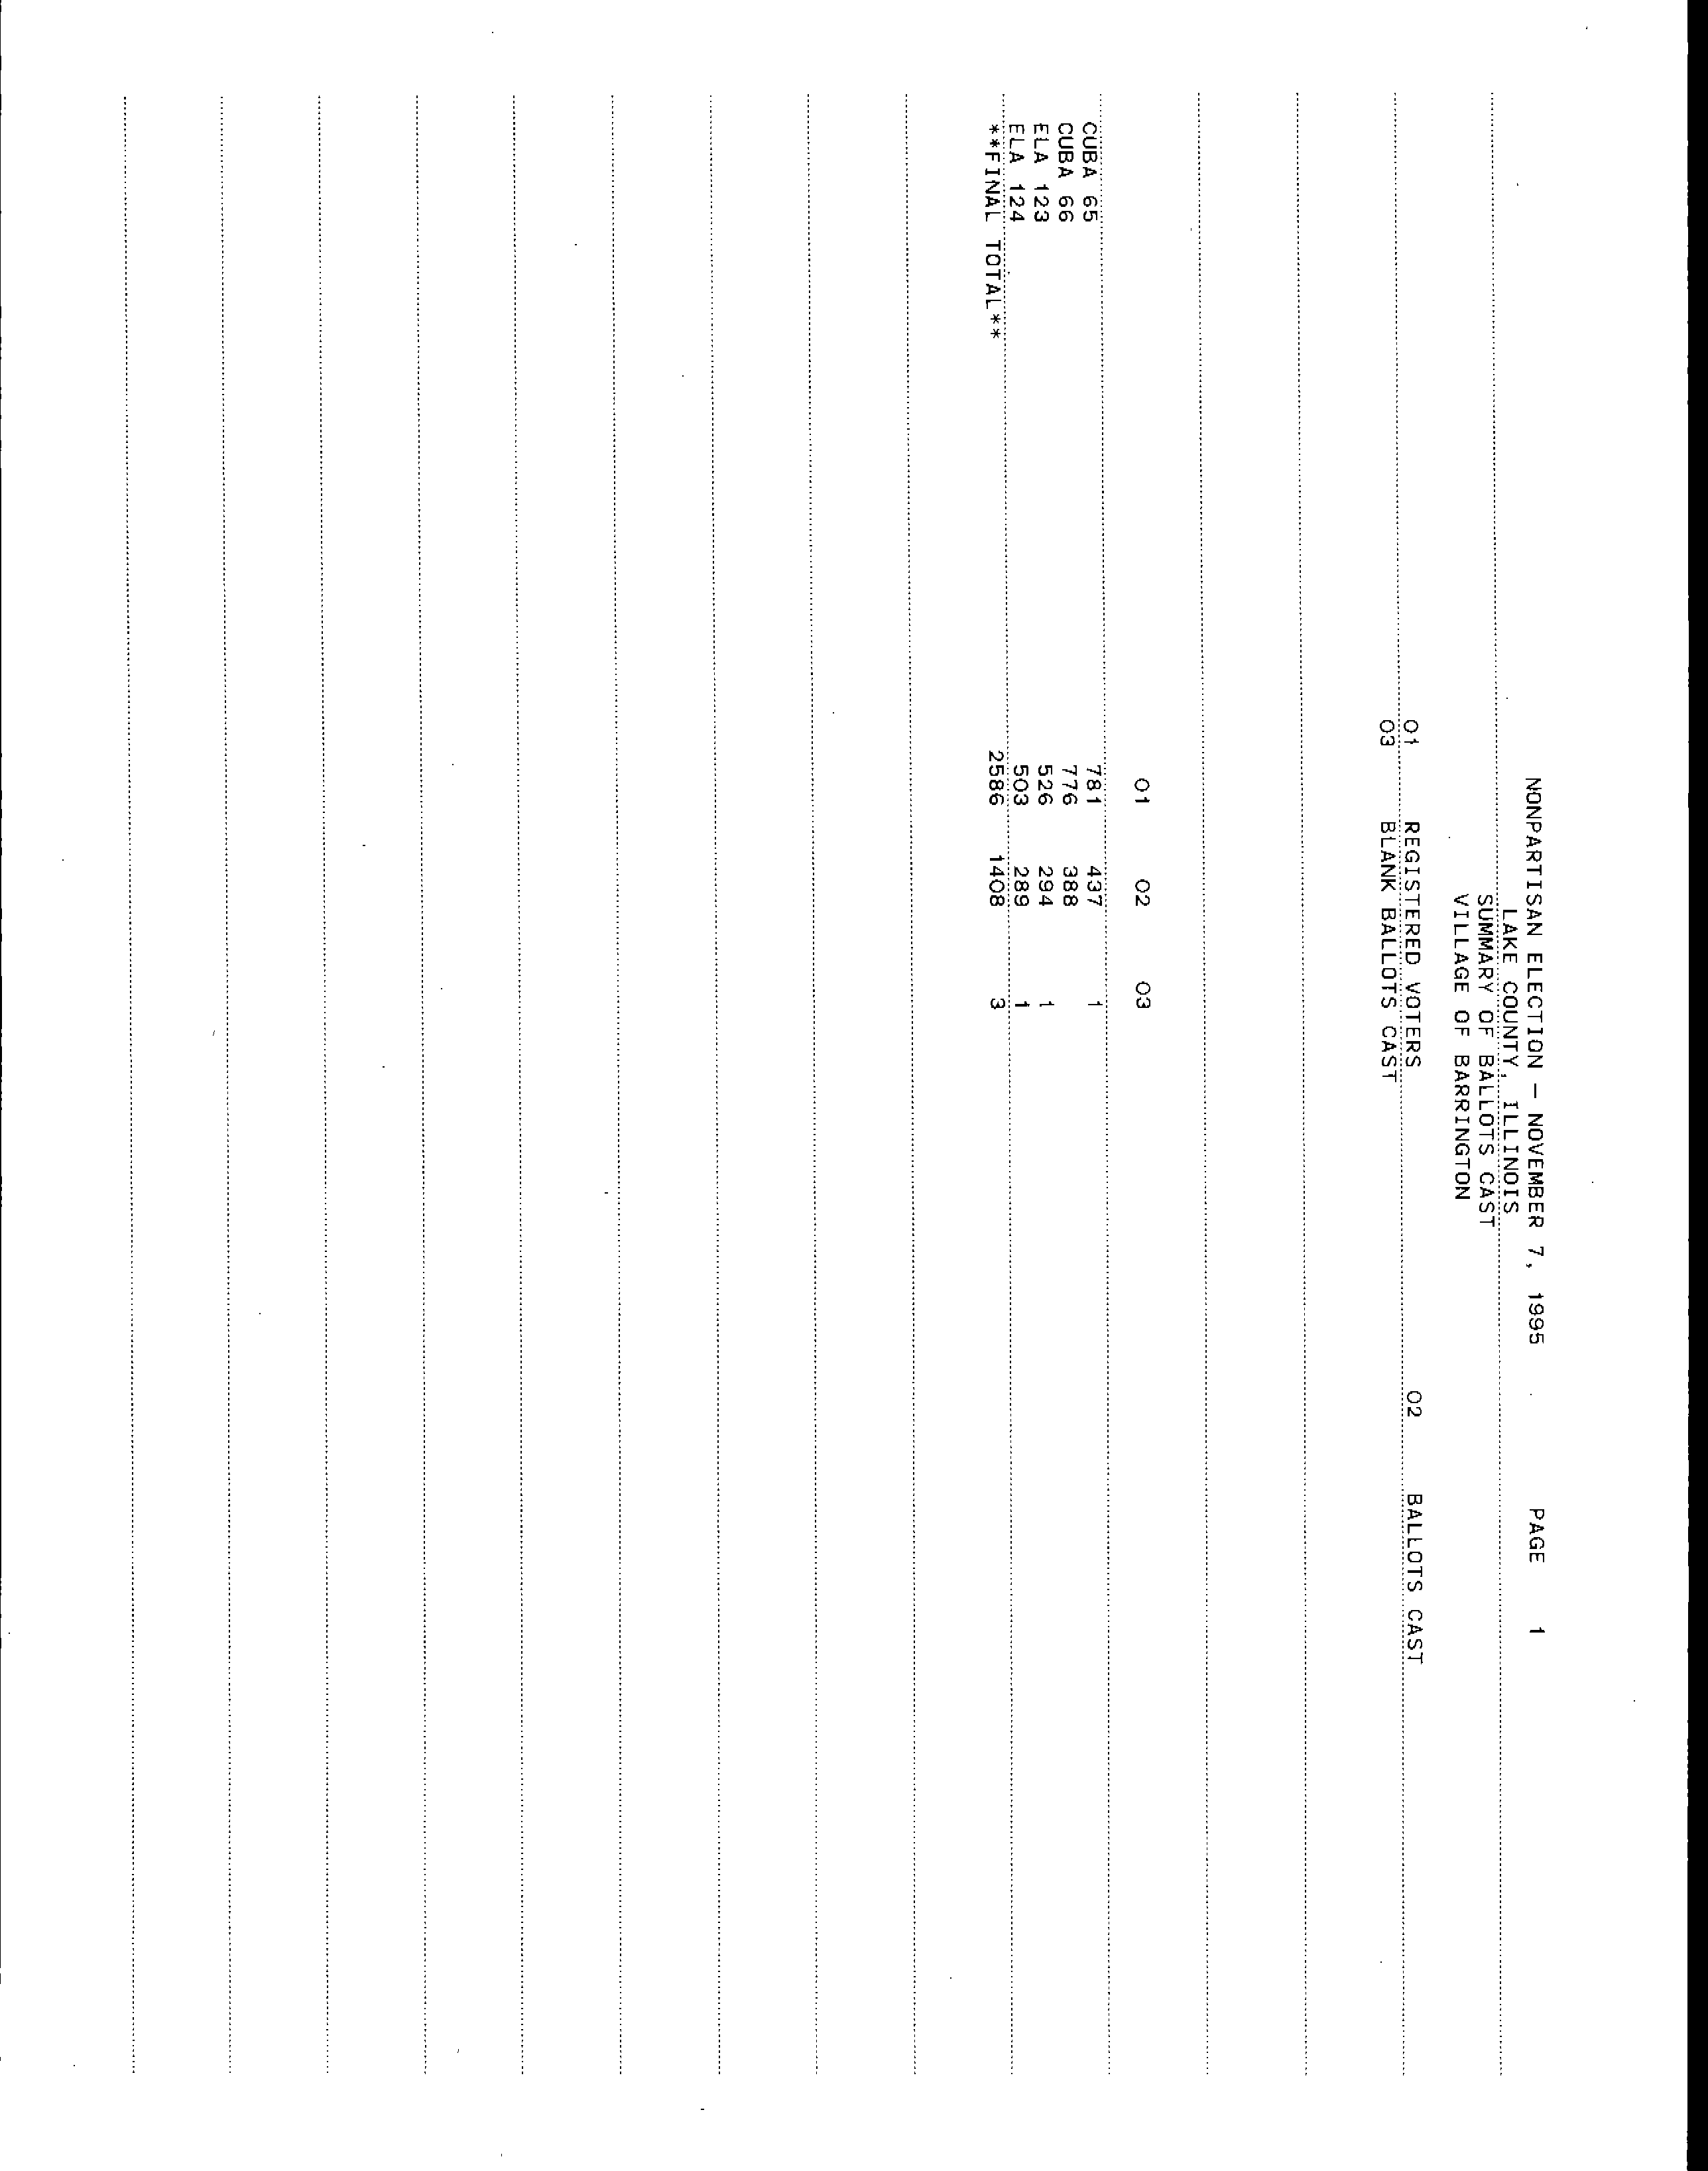 NONPARTISAN ELECTION — NOVEMBER 7, 1995 PAGE 1
LAKE COUNTY, ILLINOIS
SUMMARY OF BALLOTS CAST
VILLAGE OF BARRINGTON
01 REGISTERED VOTERS 02 BALLOTS CAST
03 BLANK BALLOTS CAST
01 02 03
CUBA 65 781 437 1
CUBA 66 776 388
ELA 123 526 294 1
ELA 124 503 289 1
**FINAL TOTAL** 2586 1408 3